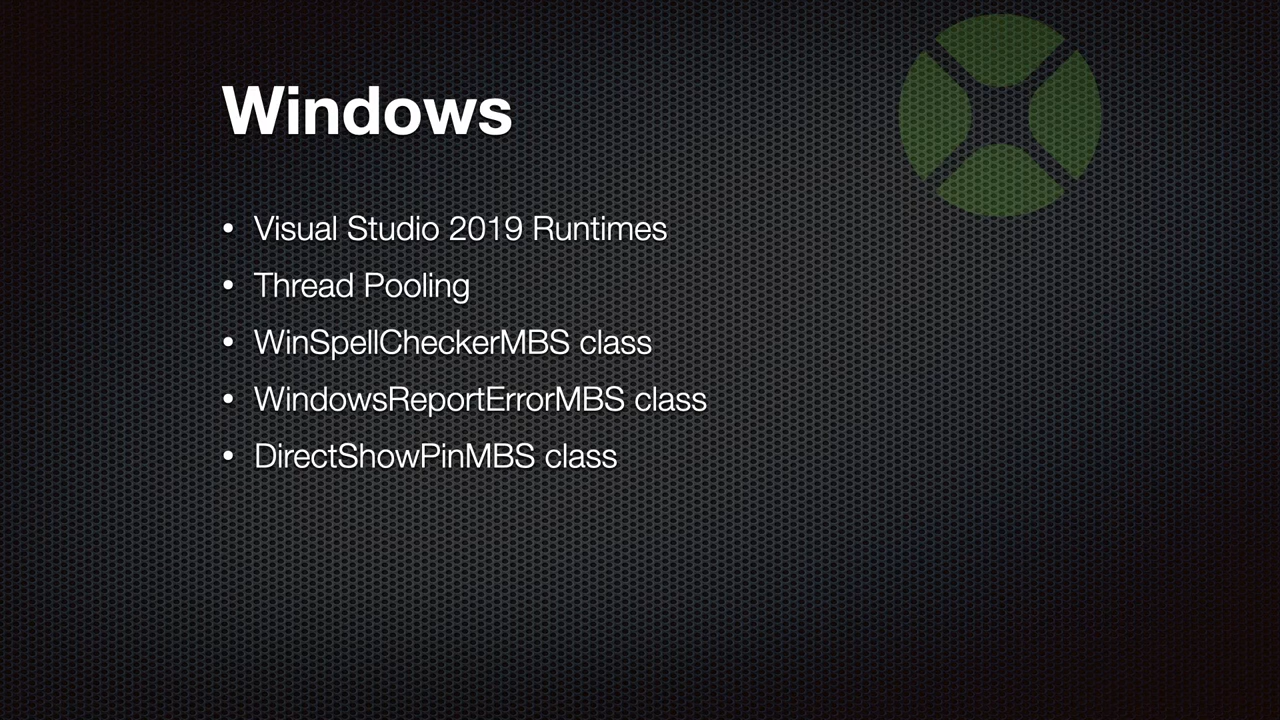 Windows
• Visual Studio 2019 Runtimes
• Thread Pooling
• WinSpellCheckerMBS class
• WindowsReportErrorMBS class
• DirectShowPinMBS class